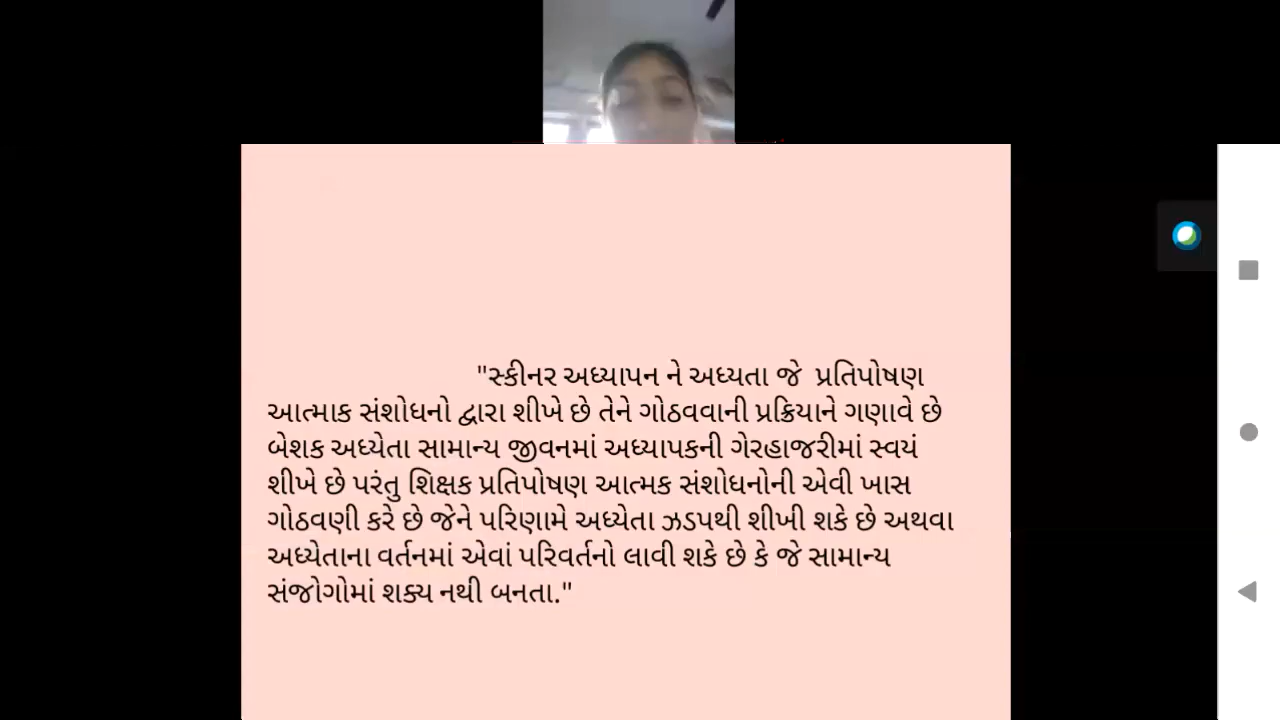 "સ્કીનર અધ્યાપન ને અધ્યતા જે પ્રતિપોષણ
આત્માક સંશોધનો દ્વારા શીખે છે તેને ગોઠવવાની પ્રક્રિયાને ગણાવે છે
બેશક અધ્યેતા સામાન્ય જીવનમાં અધ્યાપકની ગેરહાજરીમાં સ્વયં
શીખે છે પરંતુ શિક્ષક પ્રતિપોષણ આત્મક સંશોધનોની એવી ખાસ
ગોઠવણી કરે છે જેને પરિણામે અધ્યેતા ઝડપથી શીખી શકે છે અથવા
અધ્યેતાના વર્તનમાં એવાં પરિવર્તનો લાવી શકે છે કે જે સામાન્ય
સંજોગોમાં શક્ય નથી બનતા."